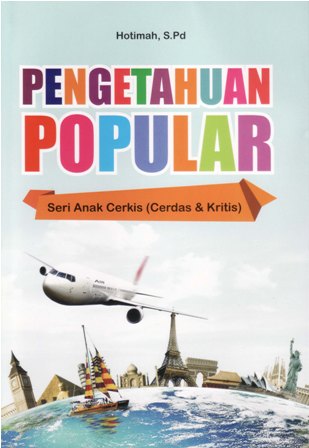 Hotimah, S.Pd
PENGETAHUAN
POPULAR
Seri Anak Cerkis (Cerdas & Kritis)